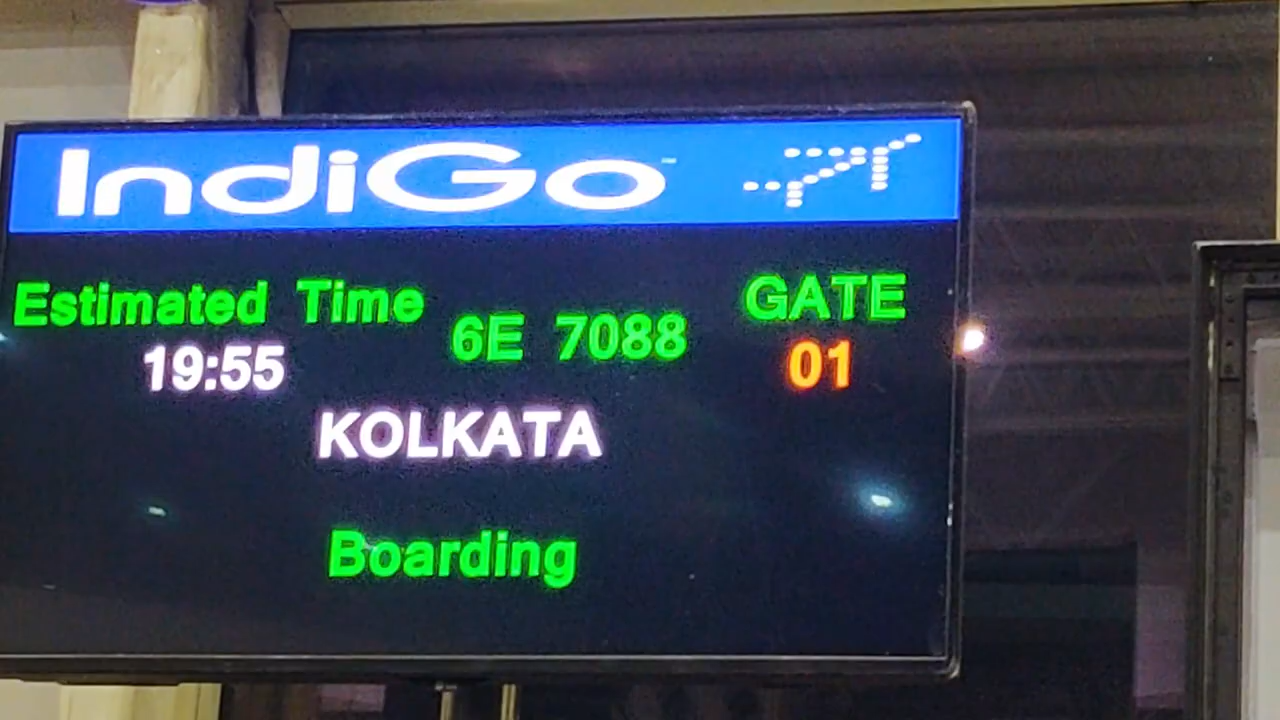 IndiGo
Estimated Time 6E 7088 GATE
19:55 01
KOLKATA
Boarding